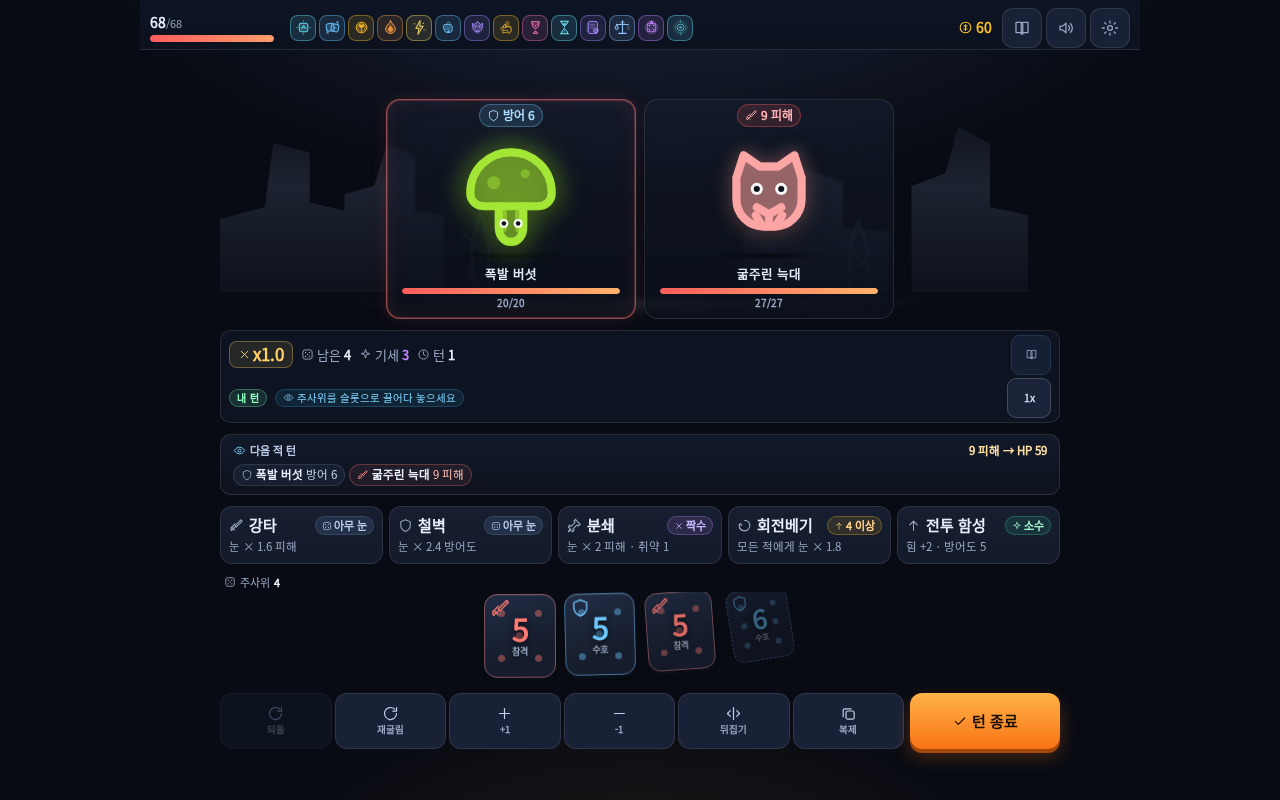 68/68
60
방어 6
9 피해
폭발 버섯
굶주린 늑대
20/20
27/27
x1.0 남은 4 기세 3 턴 1
내 턴 주사위를 슬롯으로 끌어다 놓으세요
1x
다음 적 턴
9 피해 → HP 59
폭발 버섯 방어 6 굶주린 늑대 9 피해
강타 아무 눈
눈 × 1.6 피해
철벽 아무 눈
눈 × 2.4 방어도
분쇄 짝수
눈 × 2 피해 · 취약 1
회전베기 4 이상
모든 적에게 눈 × 1.8
전투 함성 소수
힘 +2 · 방어도 5
주사위 4
5
참격
5
수호
5
참격
6
수호
되돌
재굴림
+1
-1
뒤집기
복제
턴 종료